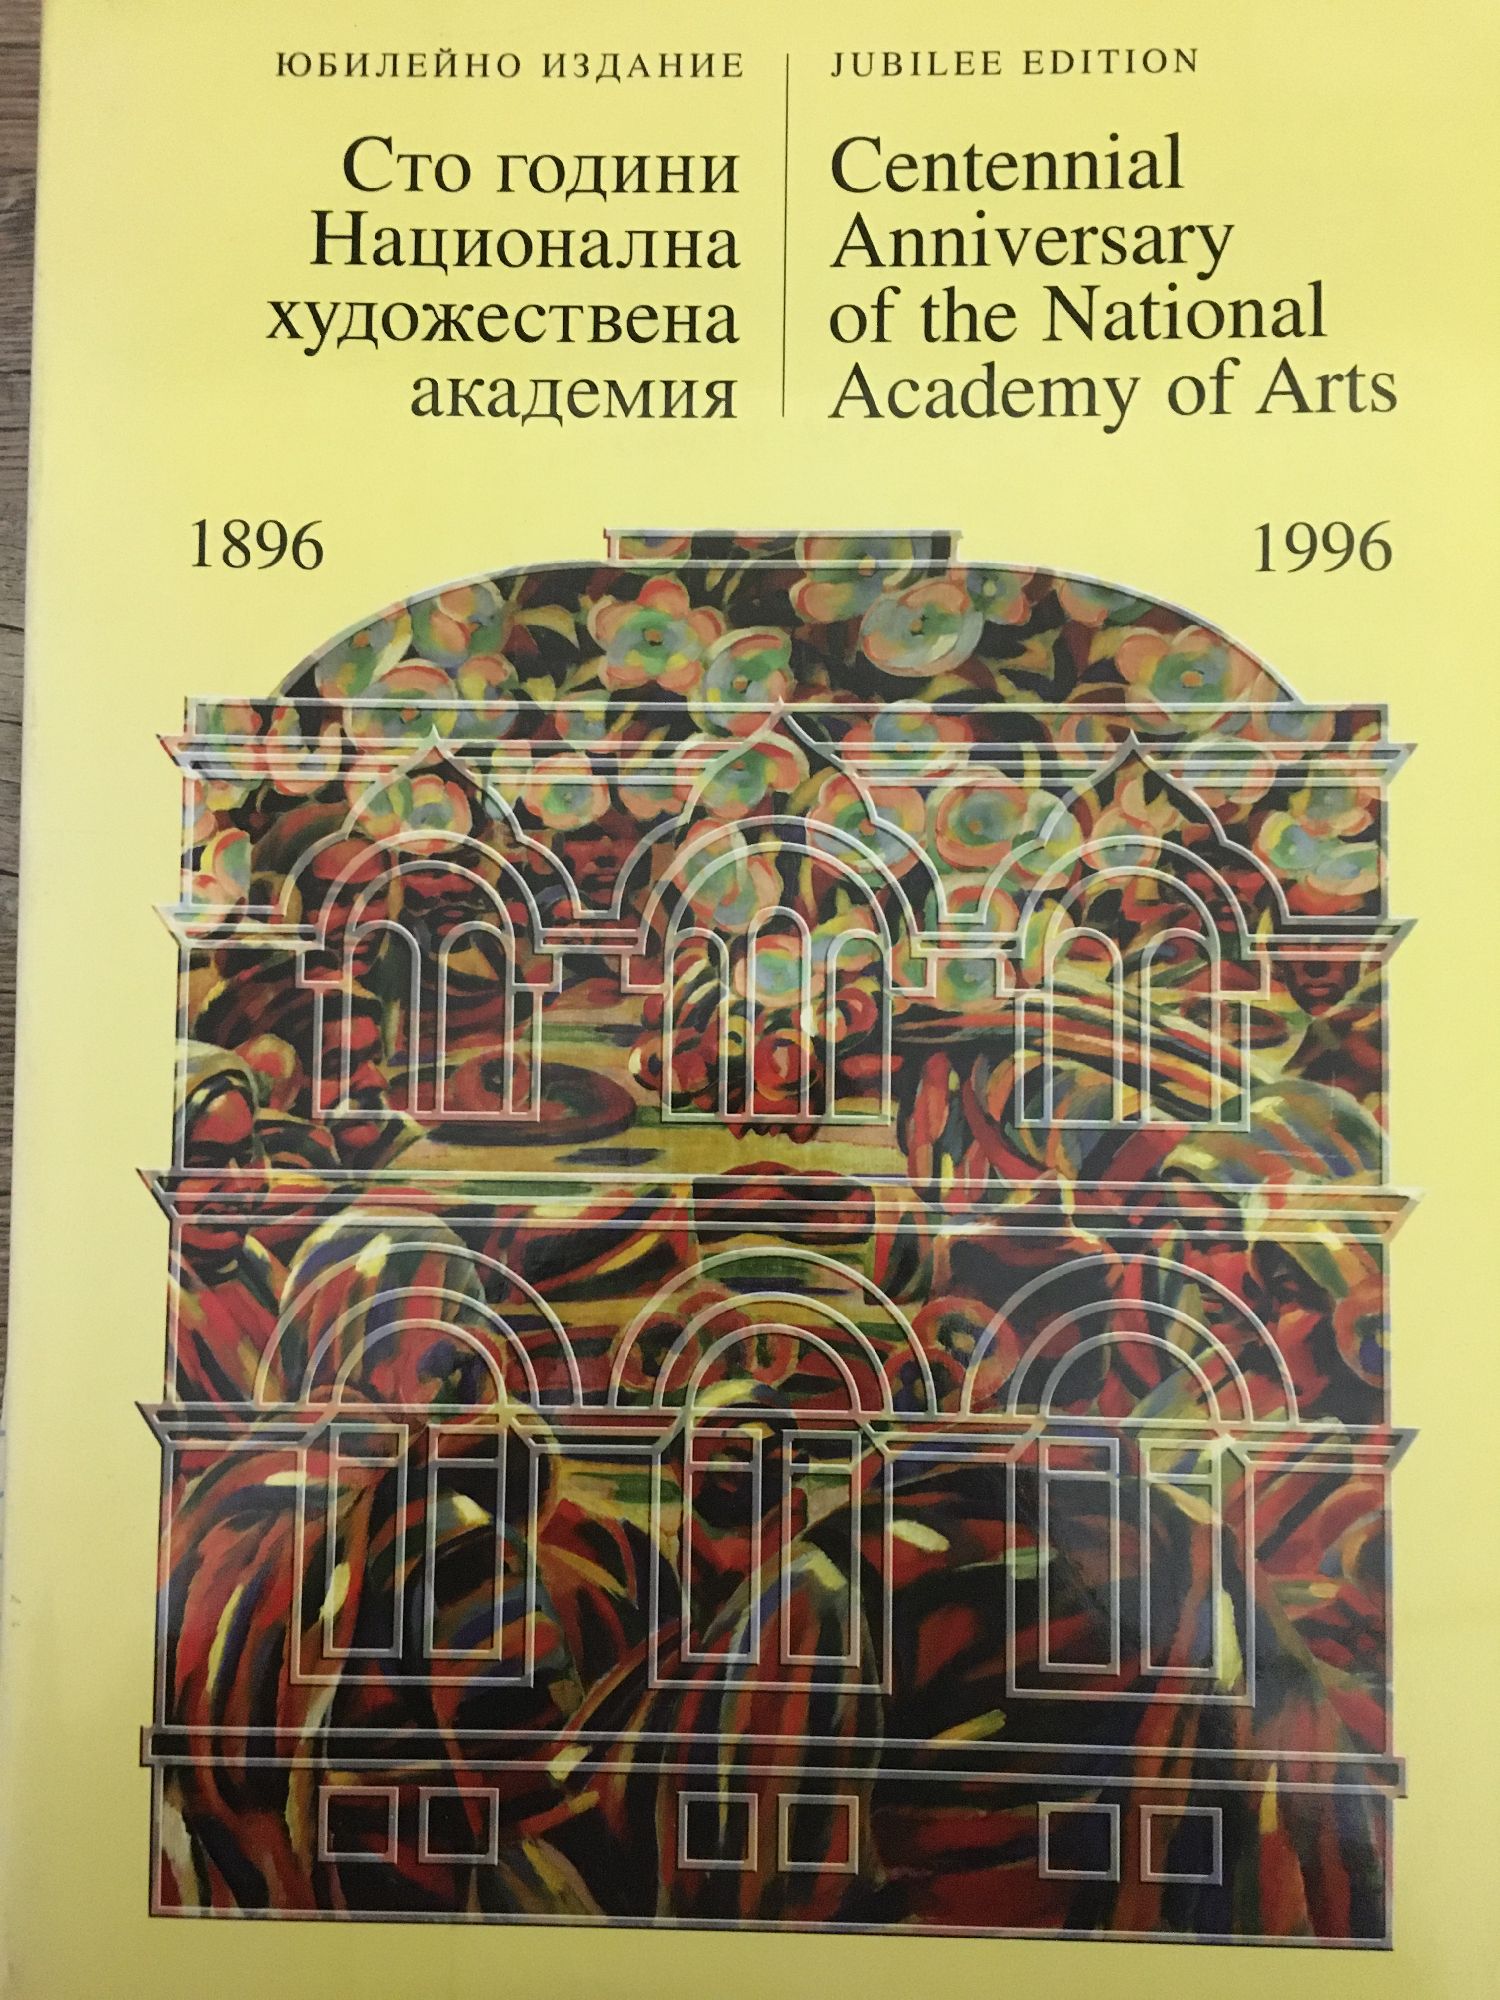 ЮБИЛЕЙНО ИЗДАНИЕ
Сто години
Национална
художествена
академия
JUBILEE EDITION
Centennial
Anniversary
of the National
Academy of Arts
1896
1996